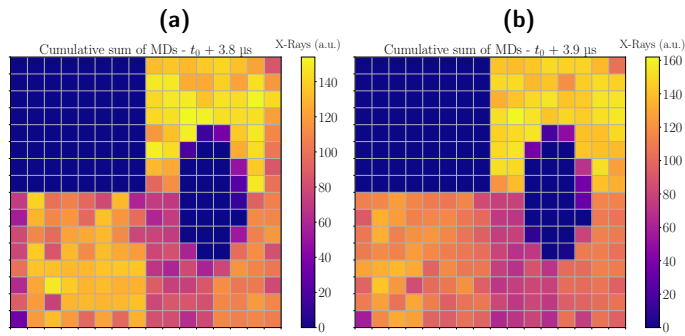 (a)
Cumulative sum of MDs - t₀ + 3.8 µs
X-Rays (a.u.)
140
120
100
80
60
40
20
0
(b)
Cumulative sum of MDs - t₀ + 3.9 µs
X-Rays (a.u.)
160
140
120
100
80
60
40
20
0